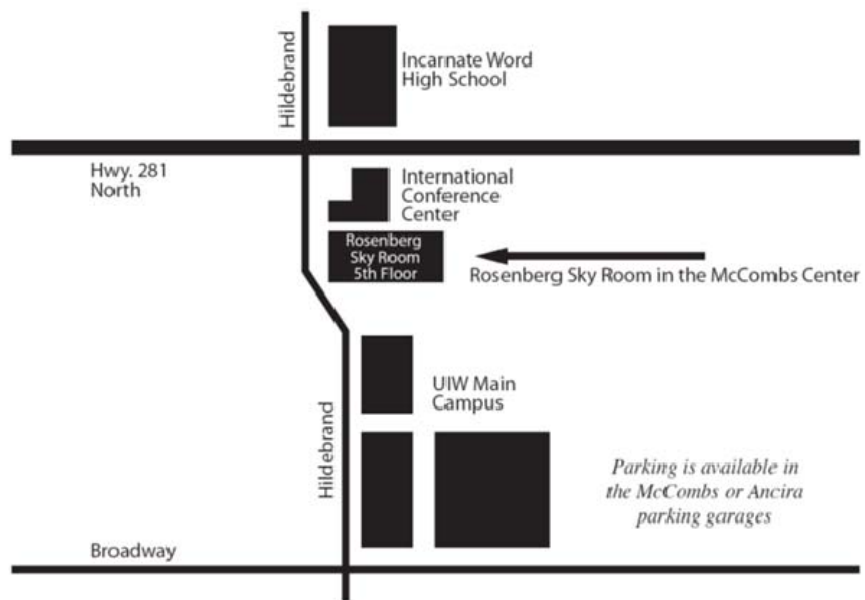 Hildebrand
Incarnate Word
High School
Hwy. 281
North
International
Conference
Center
Rosenberg
Sky Room
5th Floor
Rosenberg Sky Room in the McCombs Center
UIW Main
Campus
Hildebrand
Parking is available in
the McCombs or Ancira
parking garages
Broadway